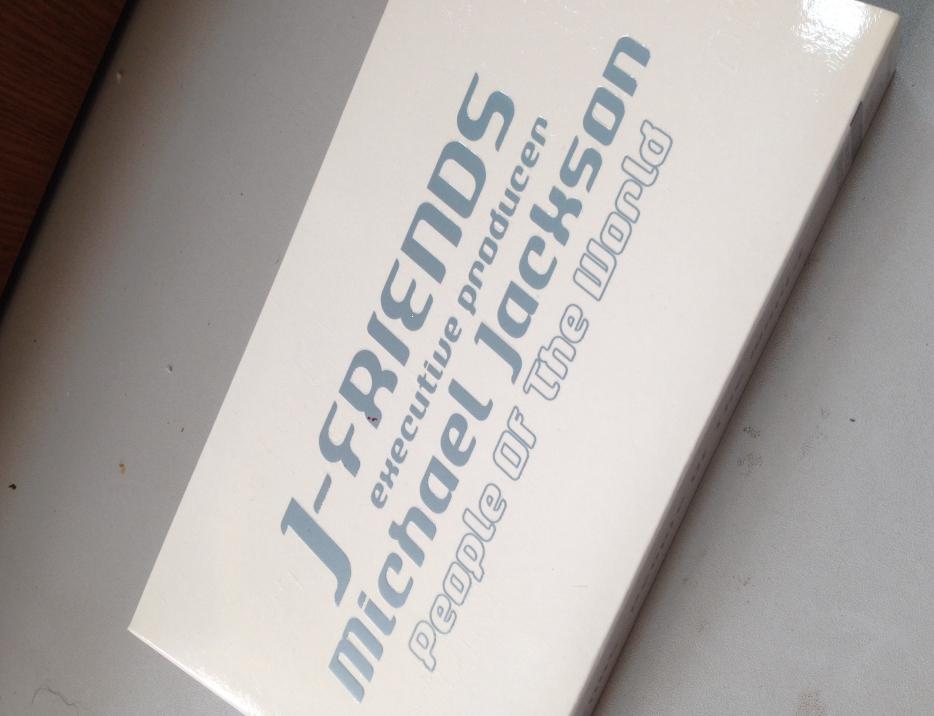 J-FRIENDS
executive producer
michael Jackson
People Of The World